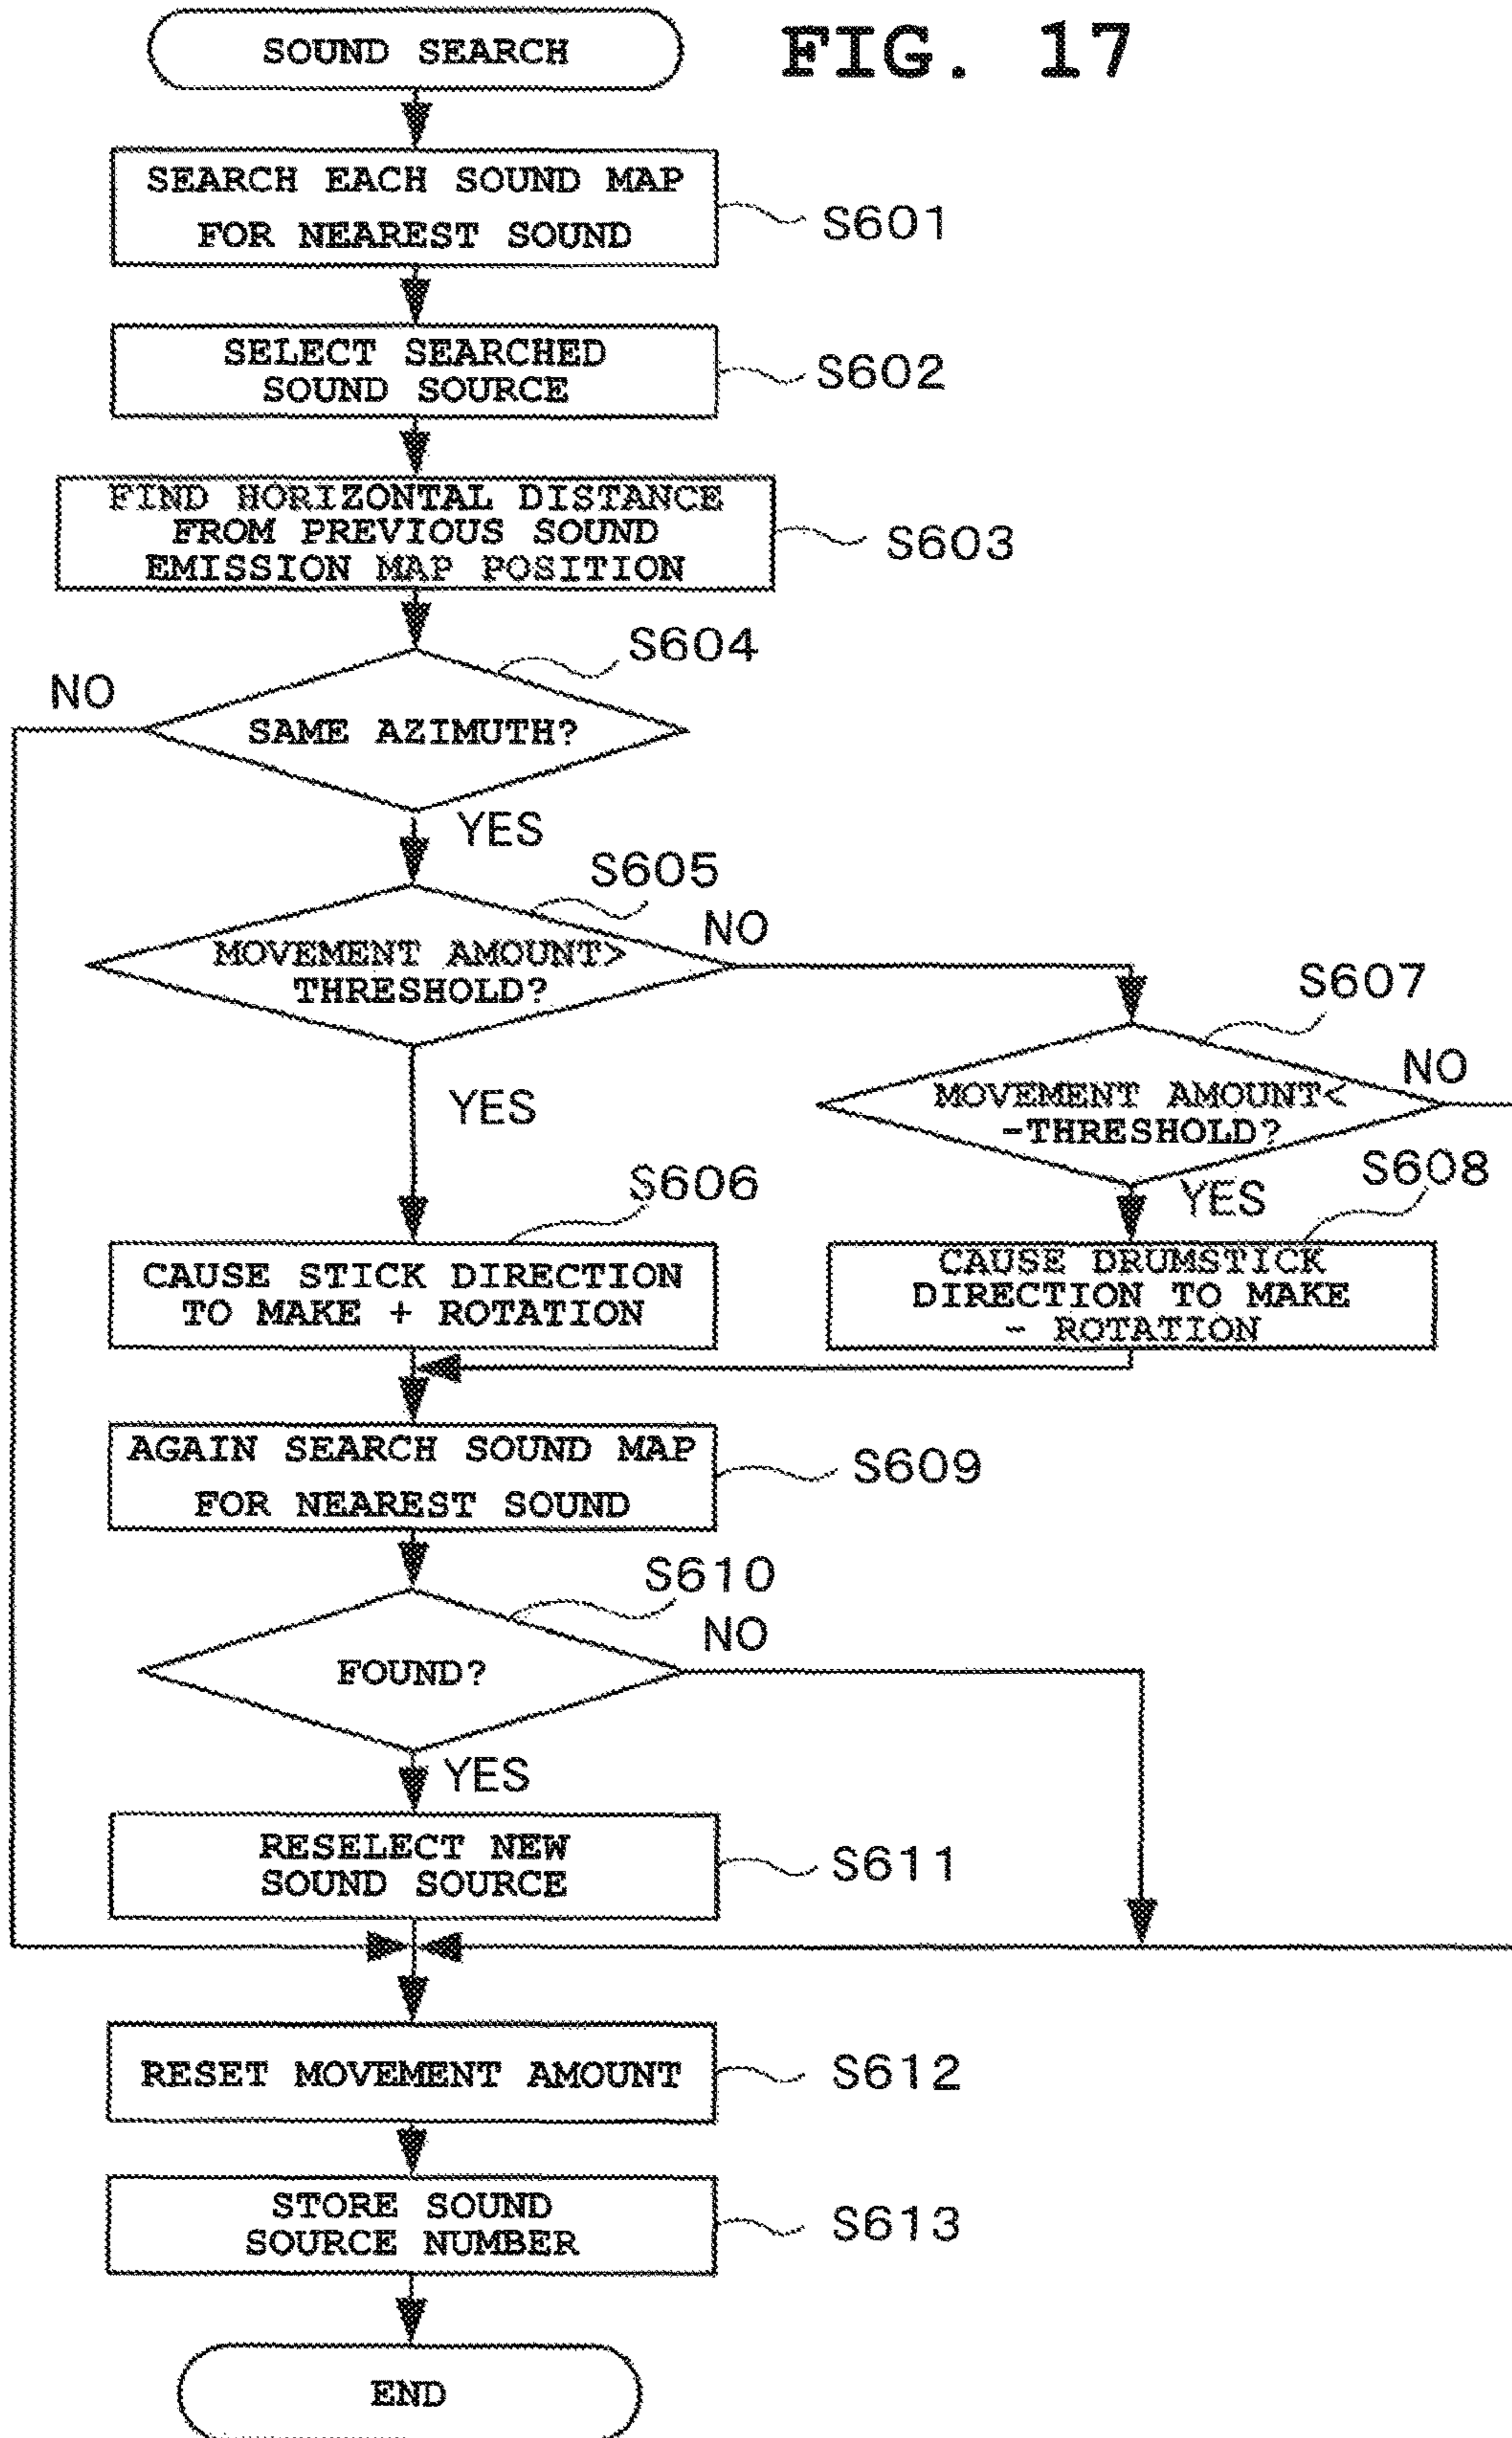 FIG. 17
SOUND SEARCH
SEARCH EACH SOUND MAP
FOR NEAREST SOUND
S601
SELECT SEARCHED
SOUND SOURCE
S602
FIND HORIZONTAL DISTANCE
FROM PREVIOUS SOUND
EMISSION MAP POSITION
S603
S604
NO
SAME AZIMUTH?
YES
S605
NO
MOVEMENT AMOUNT>
THRESHOLD?
S607
NO
YES
MOVEMENT AMOUNT<
-THRESHOLD?
S608
YES
S606
CAUSE STICK DIRECTION
TO MAKE + ROTATION
CAUSE DRUMSTICK
DIRECTION TO MAKE
- ROTATION
AGAIN SEARCH SOUND MAP
FOR NEAREST SOUND
S609
S610
NO
FOUND?
YES
RESELECT NEW
SOUND SOURCE
S611
RESET MOVEMENT AMOUNT
S612
STORE SOUND
SOURCE NUMBER
S613
END